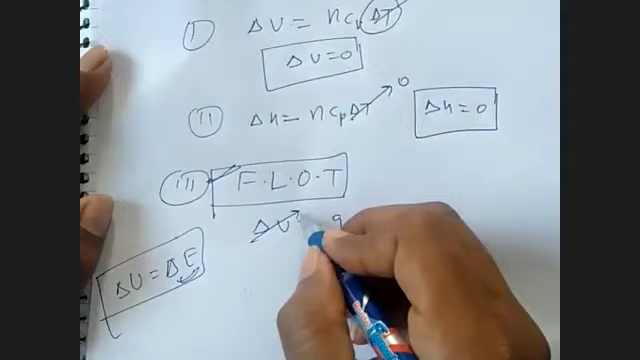 I ΔU = nCvΔT
ΔU = 0
II ΔH = nCpΔT → 0 ΔH = 0
III F.L.O.T
ΔU = q
ΔU = ΔE